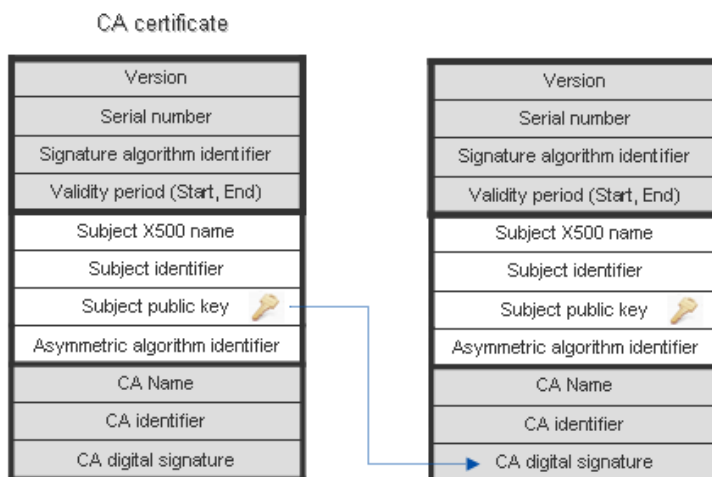 CA certificate
Version
Serial number
Signature algorithm identifier
Validity period (Start, End)
Subject X500 name
Subject identifier
Subject public key
Asymmetric algorithm identifier
CA Name
CA identifier
CA digital signature
Version
Serial number
Signature algorithm identifier
Validity period (Start, End)
Subject X500 name
Subject identifier
Subject public key
Asymmetric algorithm identifier
CA Name
CA identifier
CA digital signature